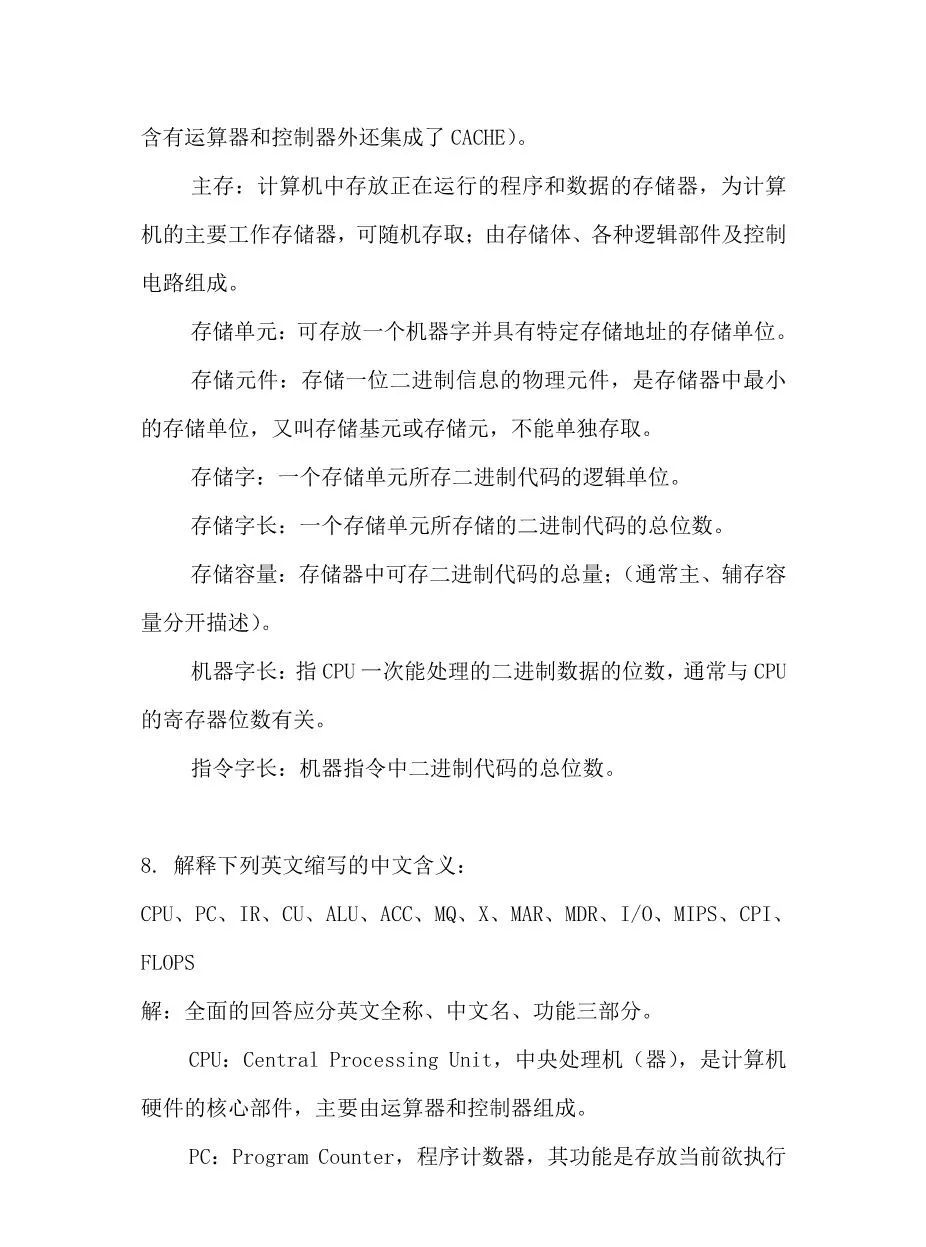 含有运算器和控制器外还集成了 CACHE)。
主存：计算机中存放正在运行的程序和数据的存储器，为计算
机的主要工作存储器，可随机存取；由存储体、各种逻辑部件及控制
电路组成。
存储单元：可存放一个机器字并具有特定存储地址的存储单位。
存储元件：存储一位二进制信息的物理元件，是存储器中最小
的存储单位，又叫存储基元或存储元，不能单独存取。
存储字：一个存储单元所存二进制代码的逻辑单位。
存储字长：一个存储单元所存储的二进制代码的总位数。
存储容量：存储器中可存二进制代码的总量；（通常主、辅存容
量分开描述）。
机器字长：指 CPU 一次能处理的二进制数据的位数，通常与 CPU
的寄存器位数有关。
指令字长：机器指令中二进制代码的总位数。
8. 解释下列英文缩写的中文含义：
CPU、PC、IR、CU、ALU、ACC、MQ、X、MAR、MDR、I/O、MIPS、CPI、
FLOPS
解：全面的回答应分英文全称、中文名、功能三部分。
CPU：Central Processing Unit，中央处理机（器），是计算机
硬件的核心部件，主要由运算器和控制器组成。
PC：Program Counter，程序计数器，其功能是存放当前欲执行